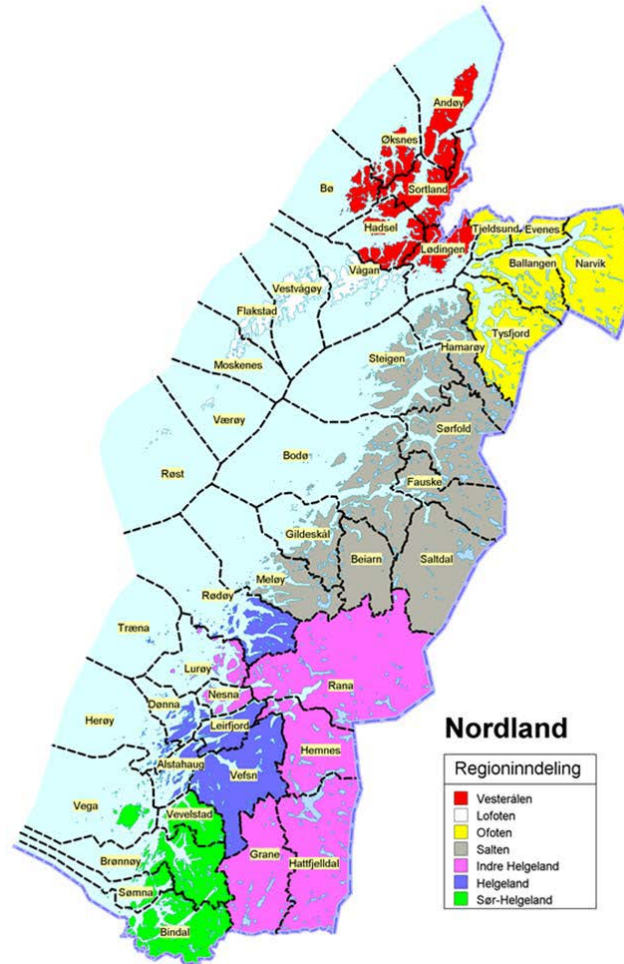 Andøy
Øksnes
Bø
Sortland
Hadsel
Tjeldsund
Evenes
Lødingen
Vågan
Ballangen
Narvik
Vestvågøy
Flakstad
Tysfjord
Hamarøy
Steigen
Moskenes
Værøy
Sørfold
Bodø
Røst
Fauske
Gildeskål
Beiarn
Saltdal
Meløy
Rødøy
Træna
Lurøy
Rana
Nesna
Dønna
Herøy
Leirfjord
Nordland
Hemnes
Alstahaug
Vefsn
Regioninndeling
Vesterålen
Lofoten
Ofoten
Salten
Indre Helgeland
Helgeland
Sør-Helgeland
Vega
Vevelstad
Brønnøy
Grane
Hattfjelldal
Sømna
Bindal